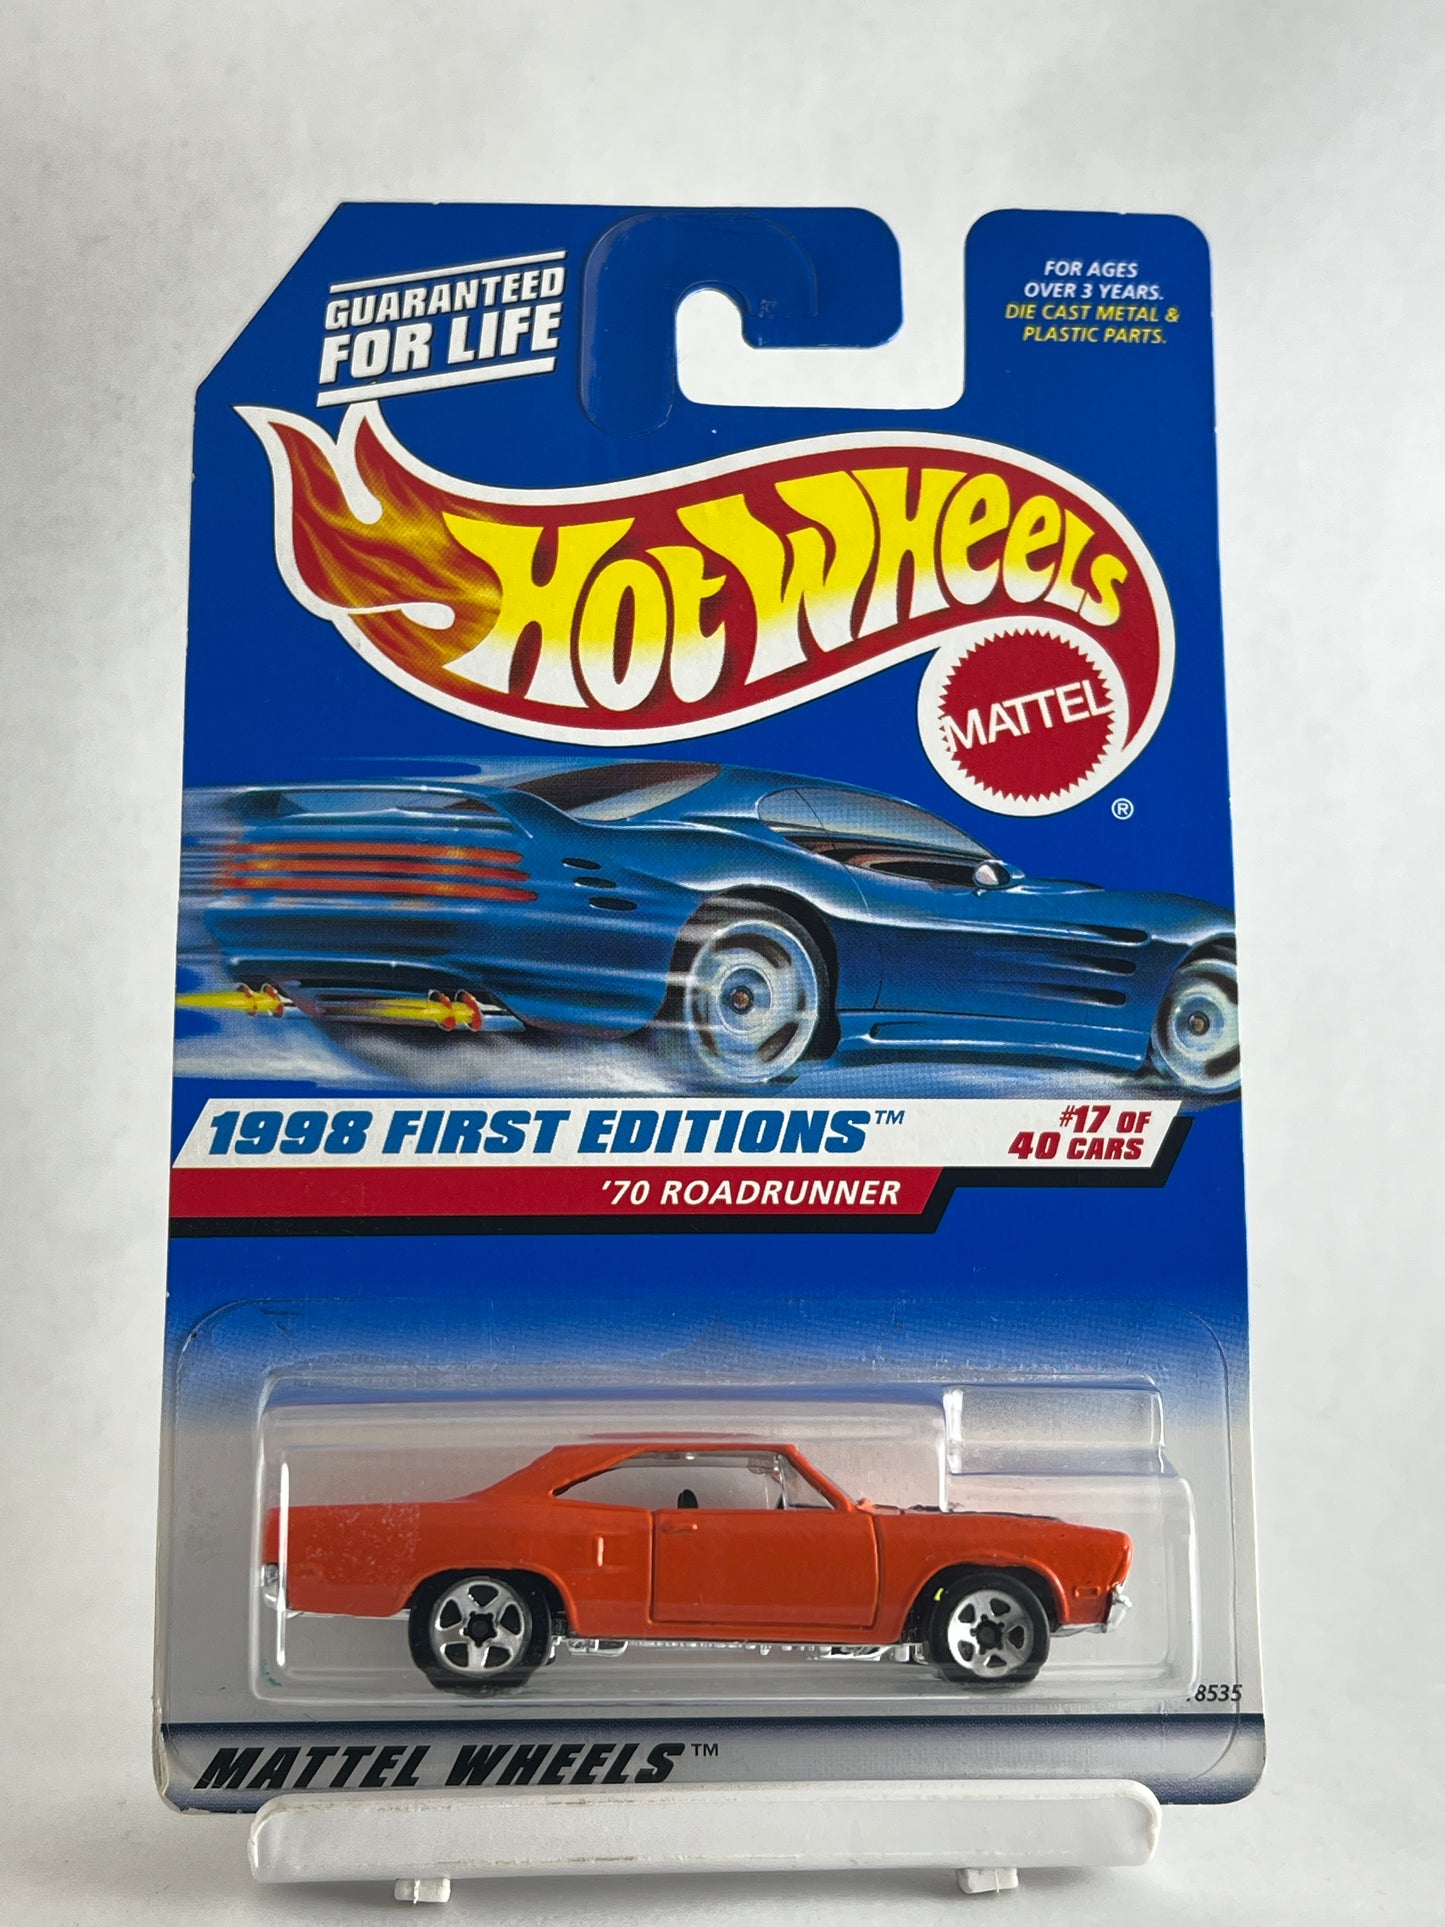 GUARANTEED
FOR LIFE
FOR AGES
OVER 3 YEARS.
DIE CAST METAL &
PLASTIC PARTS.
HOT WHEELS
MATTEL
®
1998 FIRST EDITIONS™
#17 OF
40 CARS
'70 ROADRUNNER
8535
MATTEL WHEELS™